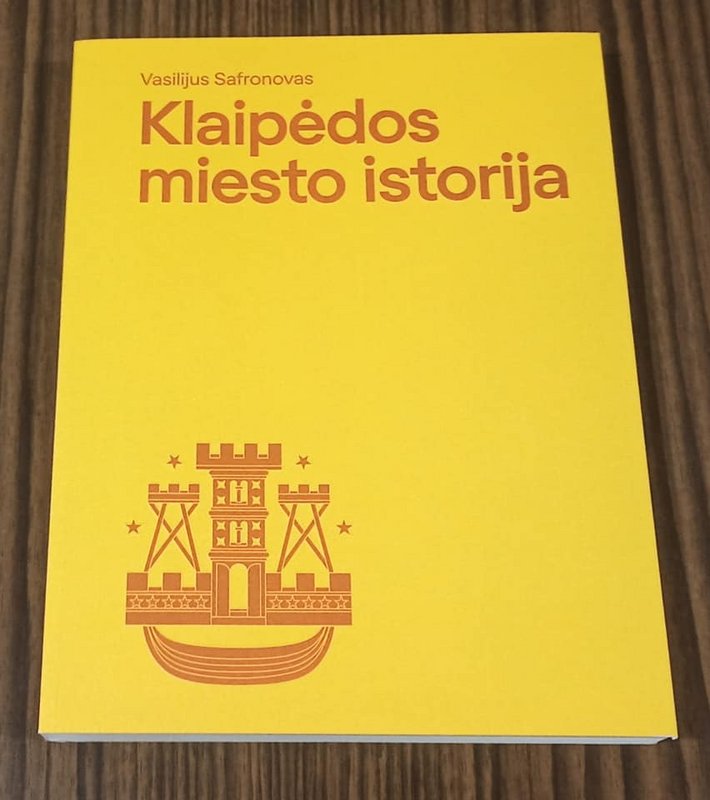 Vasilijus Safronovas
Klaipėdos
miesto istorija